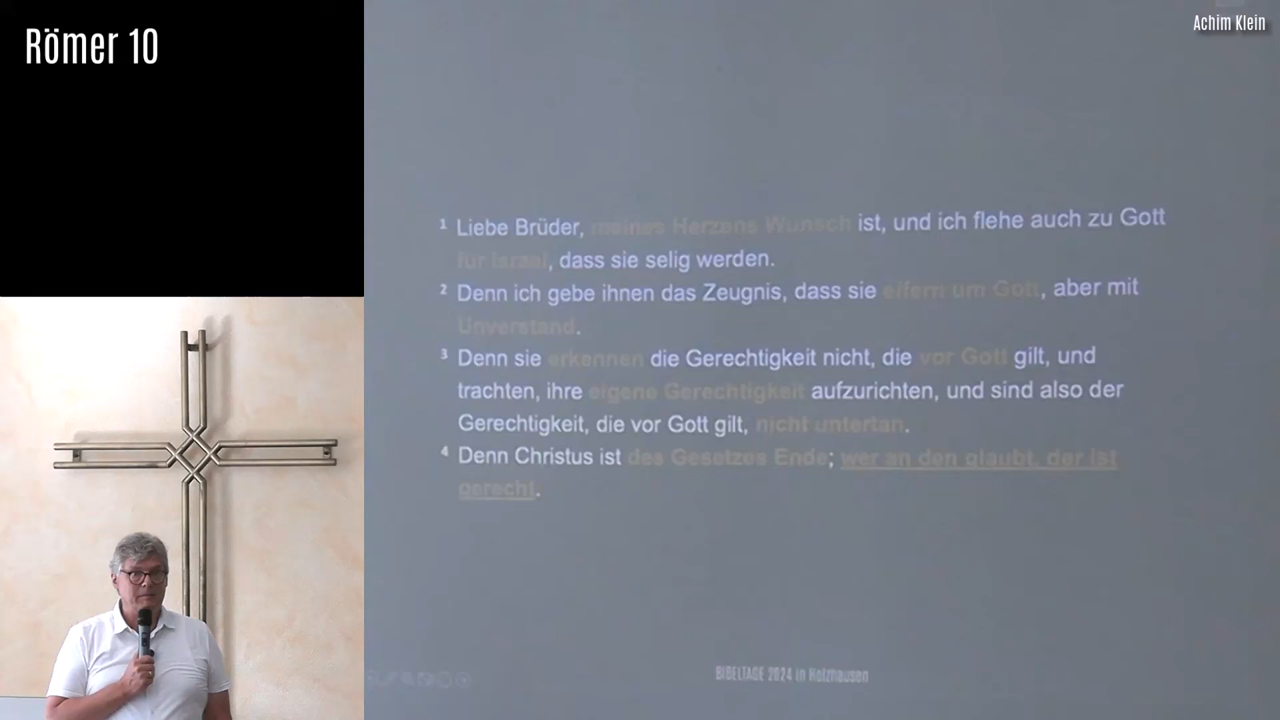 Römer 10
Achim Klein
1 Liebe Brüder, meines Herzens Wunsch ist, und ich flehe auch zu Gott
für Israel, dass sie selig werden.
2 Denn ich gebe ihnen das Zeugnis, dass sie eifern um Gott, aber mit
Unverstand.
3 Denn sie erkennen die Gerechtigkeit nicht, die vor Gott gilt, und
trachten, ihre eigene Gerechtigkeit aufzurichten, und sind also der
Gerechtigkeit, die vor Gott gilt, nicht untertan.
4 Denn Christus ist des Gesetzes Ende; wer an den glaubt, der ist
gerecht.
BIBELTAGE 2024 in Holzhausen